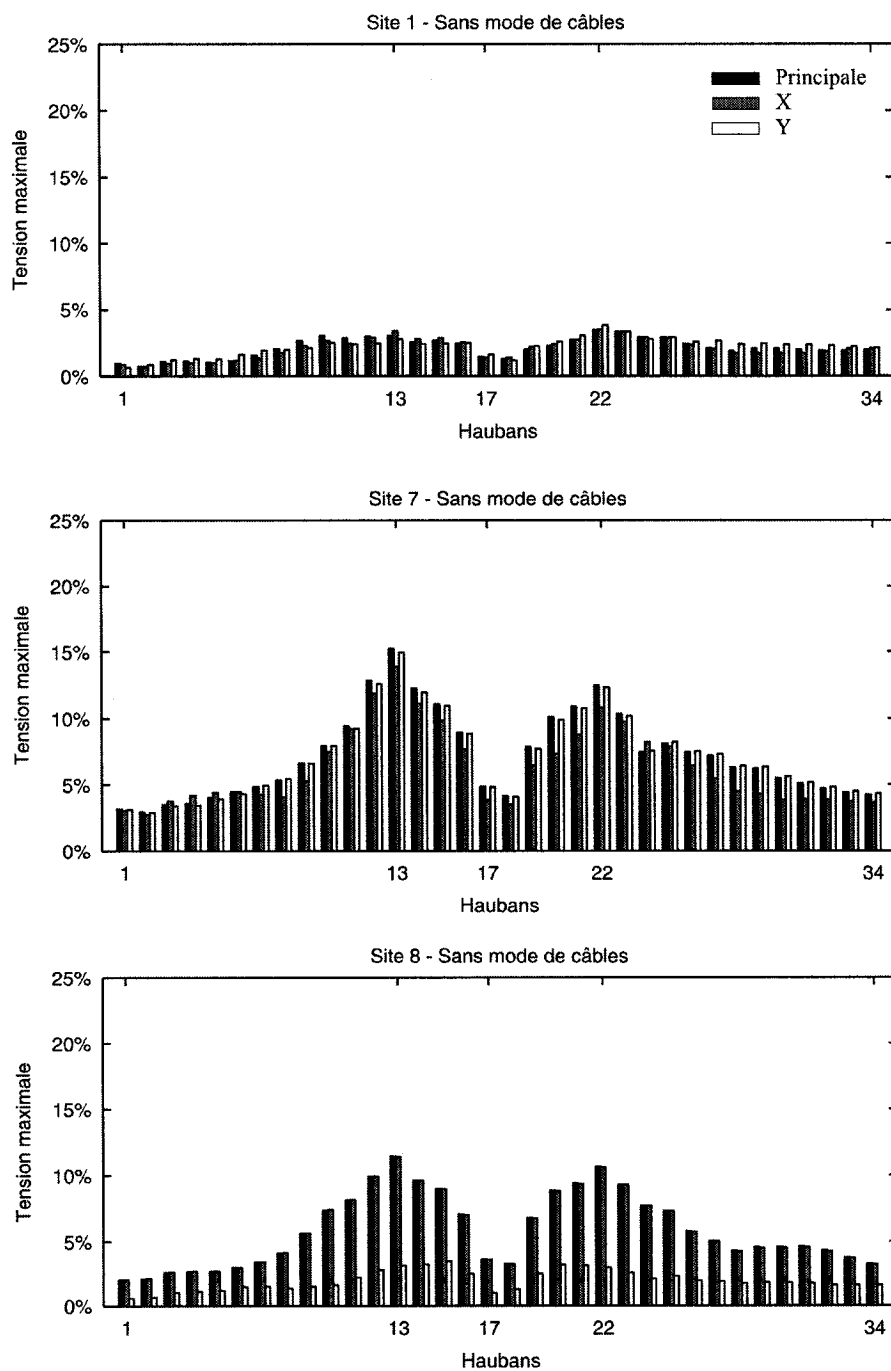 Site 1 - Sans mode de câbles
25%
20%
15%
10%
5%
0%
Tension maximale
Principale
X
Y
1 13 17 22 34
Haubans
Site 7 - Sans mode de câbles
25%
20%
15%
10%
5%
0%
Tension maximale
1 13 17 22 34
Haubans
Site 8 - Sans mode de câbles
25%
20%
15%
10%
5%
0%
Tension maximale
1 13 17 22 34
Haubans